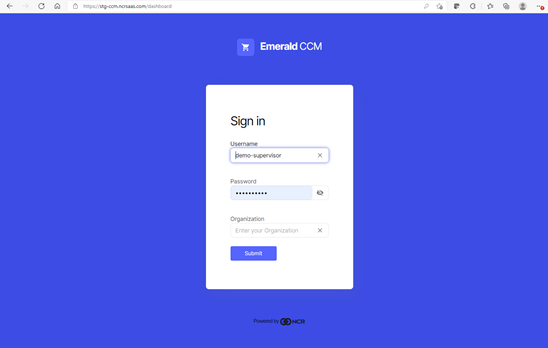 https://stg-ccm.ncrsaas.com/dashboard
Emerald CCM
Sign in
Username
demo-supervisor
Password
••••••••••
Organization
Enter your Organization
Submit
Powered by NCR